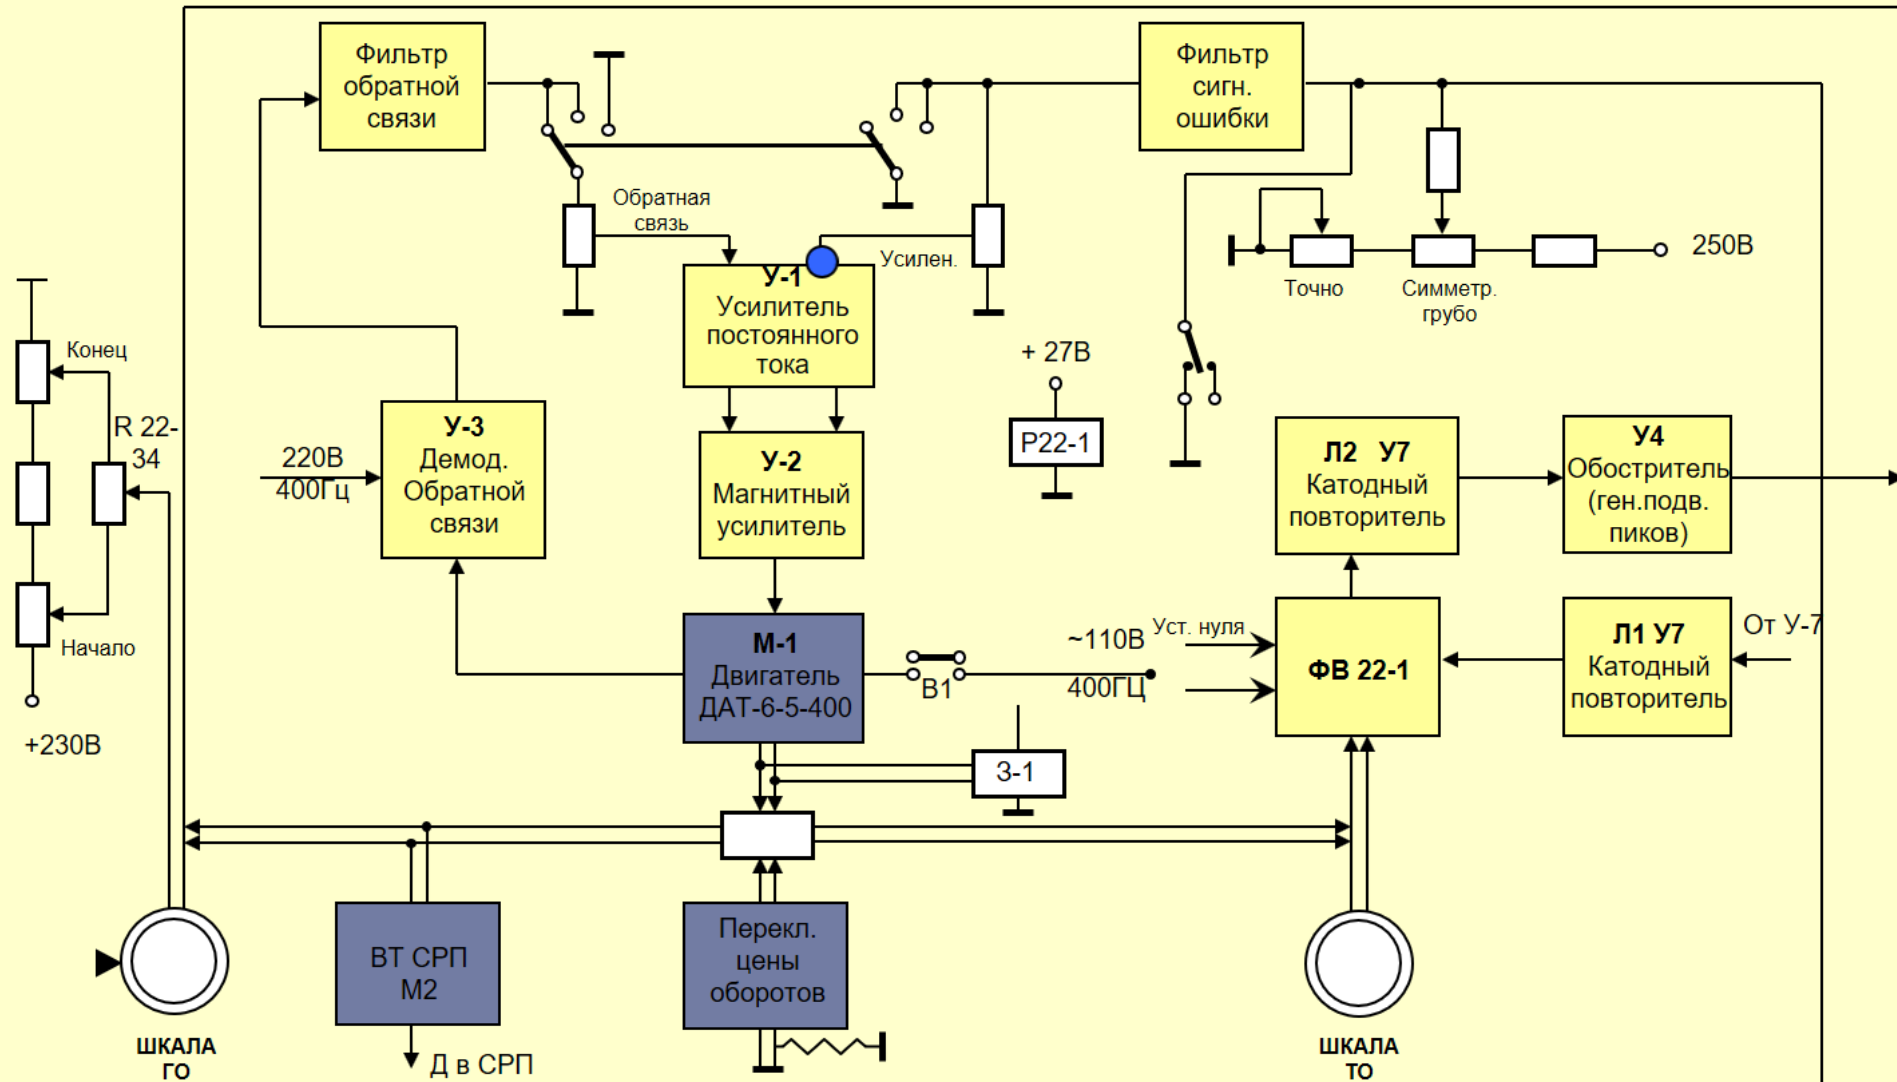 Фильтр
обратной
связи
Фильтр
сигн.
ошибки
Обратная
связь
Усилен.
250В
Точно
Симметр.
грубо
У-1
Усилитель
постоянного
тока
+ 27В
Р22-1
Конец
R 22-
34
Начало
+230В
220В
400Гц
У-3
Демод.
Обратной
связи
У-2
Магнитный
усилитель
Л2 У7
Катодный
повторитель
У4
Обостритель
(ген.подв.
пиков)
М-1
Двигатель
ДАТ-6-5-400
В1
~110В
400ГЦ
Уст. нуля
ФВ 22-1
Л1 У7
Катодный
повторитель
От У-7
З-1
ВТ СРП
М2
Перекл.
цены
оборотов
ШКАЛА
ГО
Д в СРП
ШКАЛА
ТО